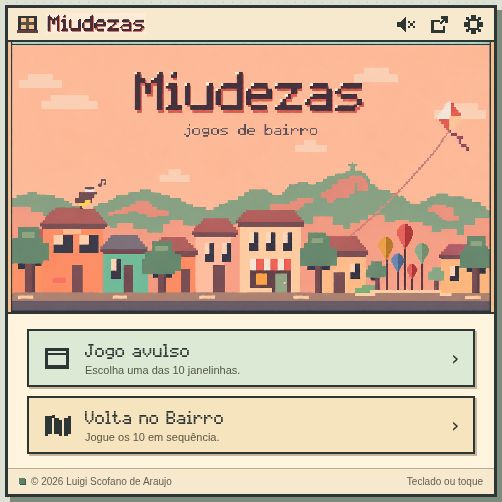 Miudezas
Miudezas
jogos de bairro
Jogo avulso
Escolha uma das 10 janelinhas.
Volta no Bairro
Jogue os 10 em sequência.
© 2026 Luigi Scofano de Araujo
Teclado ou toque